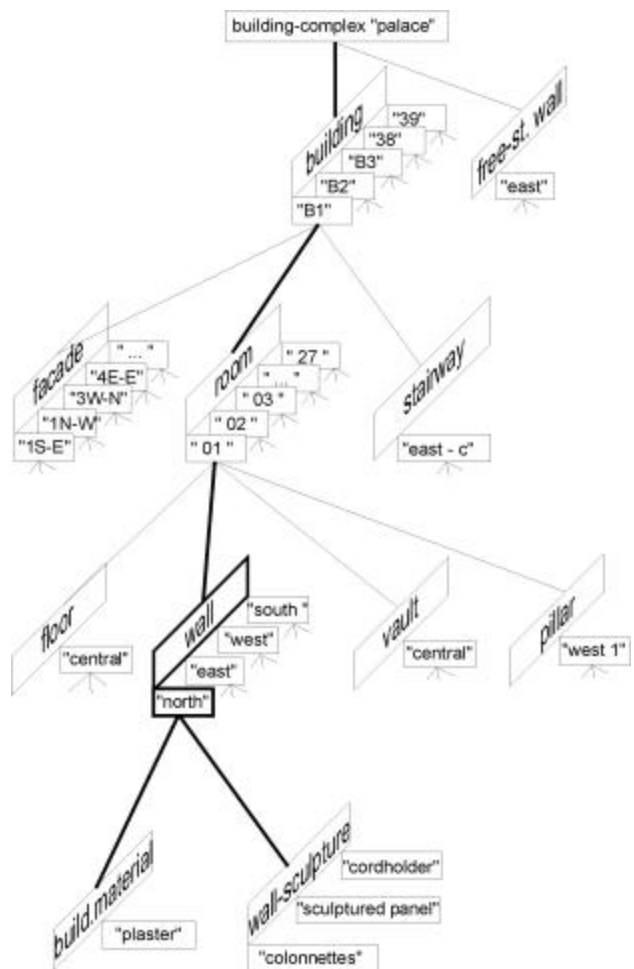 building-complex "palace"
building
"39"
"38"
"B3"
"B2"
"B1"
free-st. wall
"east"
facade
" ... "
"4E-E"
"3W-N"
"1N-W"
"1S-E"
room
" 27 "
" ... "
" 03 "
" 02 "
" 01 "
stairway
"east - c"
floor
"central"
wall
"south "
"west"
"east"
"north"
vault
"central"
pillar
"west 1"
build.material
"plaster"
wall-sculpture
"cordholder"
"sculptured panel"
"colonnettes"